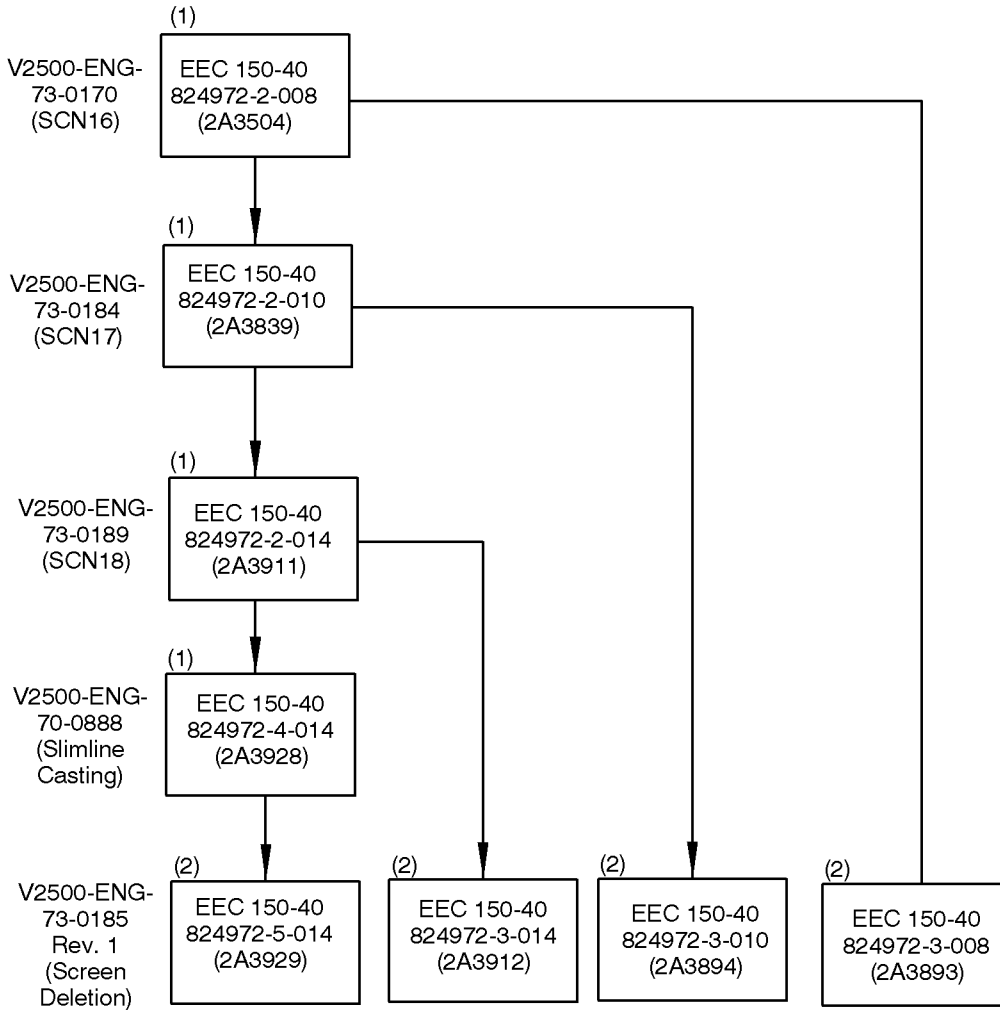 (1)
V2500-ENG-
73-0170
(SCN16)
EEC 150-40
824972-2-008
(2A3504)
(1)
V2500-ENG-
73-0184
(SCN17)
EEC 150-40
824972-2-010
(2A3839)
(1)
V2500-ENG-
73-0189
(SCN18)
EEC 150-40
824972-2-014
(2A3911)
(1)
V2500-ENG-
70-0888
(Slimline
Casting)
EEC 150-40
824972-4-014
(2A3928)
V2500-ENG-
73-0185
Rev. 1
(Screen
Deletion)
(2)
EEC 150-40
824972-5-014
(2A3929)
(2)
EEC 150-40
824972-3-014
(2A3912)
(2)
EEC 150-40
824972-3-010
(2A3894)
(2)
EEC 150-40
824972-3-008
(2A3893)